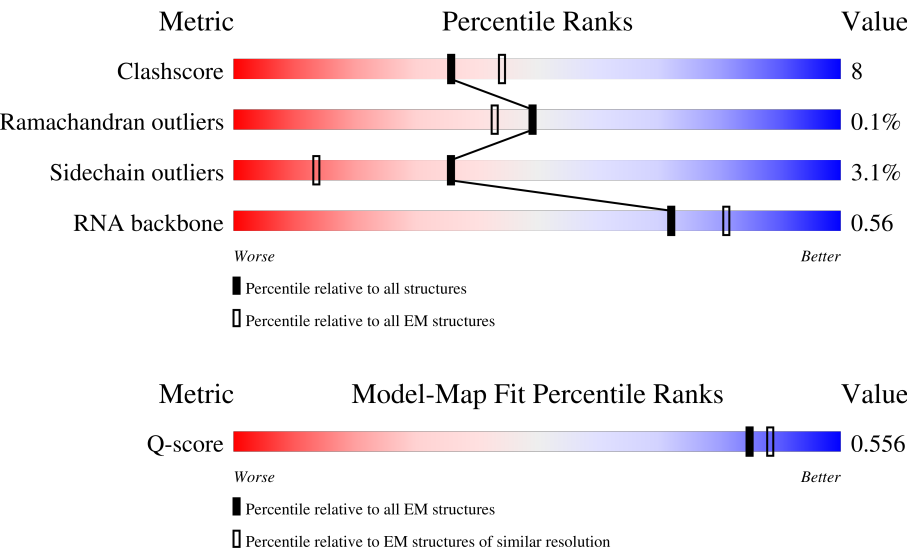 Metric Percentile Ranks Value
Clashscore 8
Ramachandran outliers 0.1%
Sidechain outliers 3.1%
RNA backbone 0.56
Worse Better
Percentile relative to all structures
Percentile relative to all EM structures
Metric Model-Map Fit Percentile Ranks Value
Q-score 0.556
Worse Better
Percentile relative to all EM structures
Percentile relative to EM structures of similar resolution